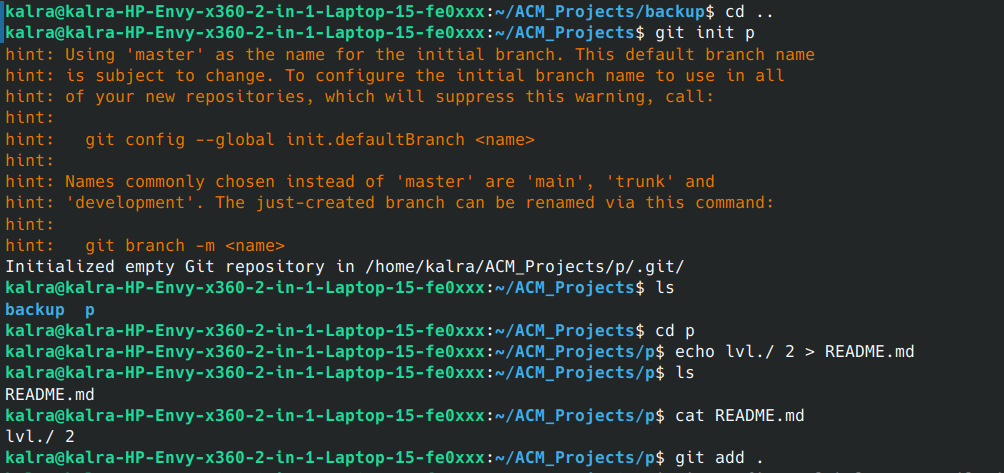 kalra@kalra-HP-Envy-x360-2-in-1-Laptop-15-fe0xxx:~/ACM_Projects/backup$ cd ..
kalra@kalra-HP-Envy-x360-2-in-1-Laptop-15-fe0xxx:~/ACM_Projects$ git init p
hint: Using 'master' as the name for the initial branch. This default branch name
hint: is subject to change. To configure the initial branch name to use in all
hint: of your new repositories, which will suppress this warning, call:
hint:
hint:   git config --global init.defaultBranch <name>
hint:
hint: Names commonly chosen instead of 'master' are 'main', 'trunk' and
hint: 'development'. The just-created branch can be renamed via this command:
hint:
hint:   git branch -m <name>
Initialized empty Git repository in /home/kalra/ACM_Projects/p/.git/
kalra@kalra-HP-Envy-x360-2-in-1-Laptop-15-fe0xxx:~/ACM_Projects$ ls
backup  p
kalra@kalra-HP-Envy-x360-2-in-1-Laptop-15-fe0xxx:~/ACM_Projects$ cd p
kalra@kalra-HP-Envy-x360-2-in-1-Laptop-15-fe0xxx:~/ACM_Projects/p$ echo lvl./ 2 > README.md
kalra@kalra-HP-Envy-x360-2-in-1-Laptop-15-fe0xxx:~/ACM_Projects/p$ ls
README.md
kalra@kalra-HP-Envy-x360-2-in-1-Laptop-15-fe0xxx:~/ACM_Projects/p$ cat README.md
lvl./ 2
kalra@kalra-HP-Envy-x360-2-in-1-Laptop-15-fe0xxx:~/ACM_Projects/p$ git add .